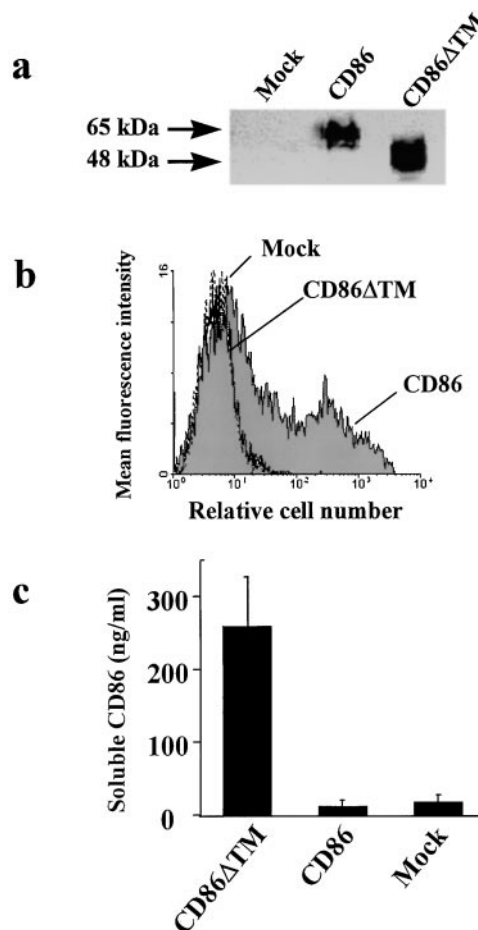 a
Mock
CD86
CD86ΔTM
65 kDa
48 kDa
b
Mock
CD86ΔTM
CD86
Mean fluorescence intensity
16
0
10⁰ 10¹ 10² 10³ 10⁴
Relative cell number
c
Soluble CD86 (ng/ml)
300
200
100
0
CD86ΔTM
CD86
Mock